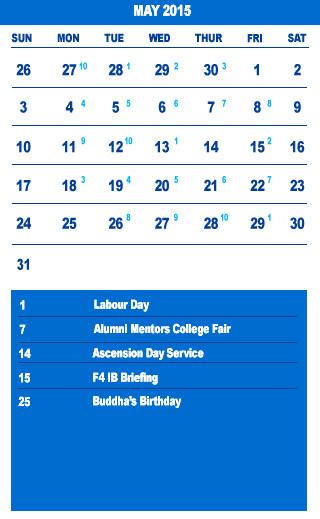 MAY 2015
SUN MON TUE WED THUR FRI SAT
26 27 10 28 1 29 2 30 3 1 2
3 4 4 5 5 6 6 7 7 8 8 9
10 11 9 12 10 13 1 14 15 2 16
17 18 3 19 4 20 5 21 6 22 7 23
24 25 26 8 27 9 28 10 29 1 30
31
1 Labour Day
7 Alumni Mentors College Fair
14 Ascension Day Service
15 F4 IB Briefing
25 Buddha's Birthday